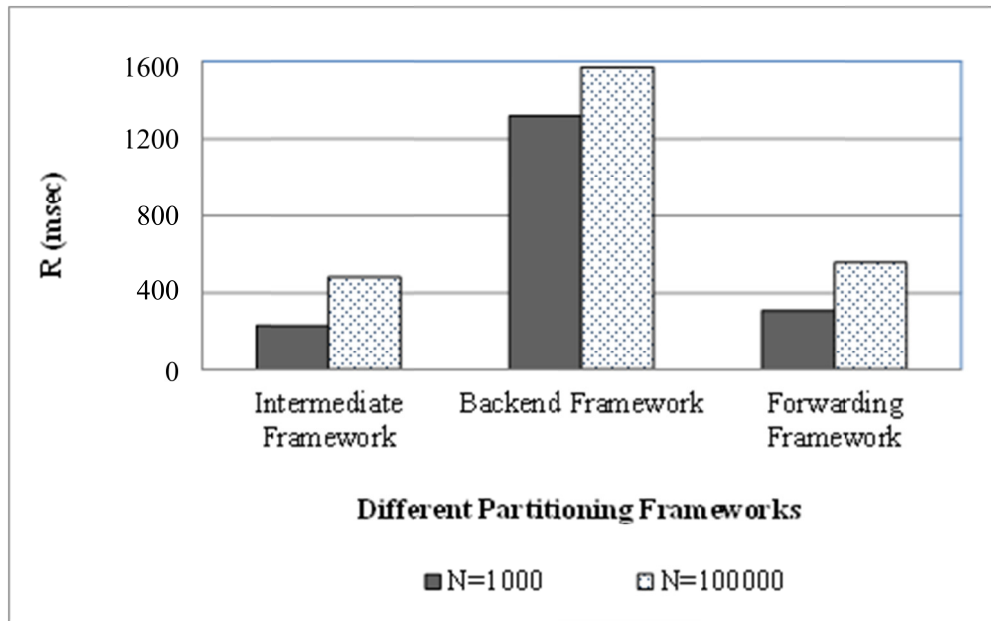 1600
1200
800
400
0
R (msec)
Intermediate
Framework
Backend Framework
Forwarding
Framework
Different Partitioning Frameworks
N=1000
N=100000